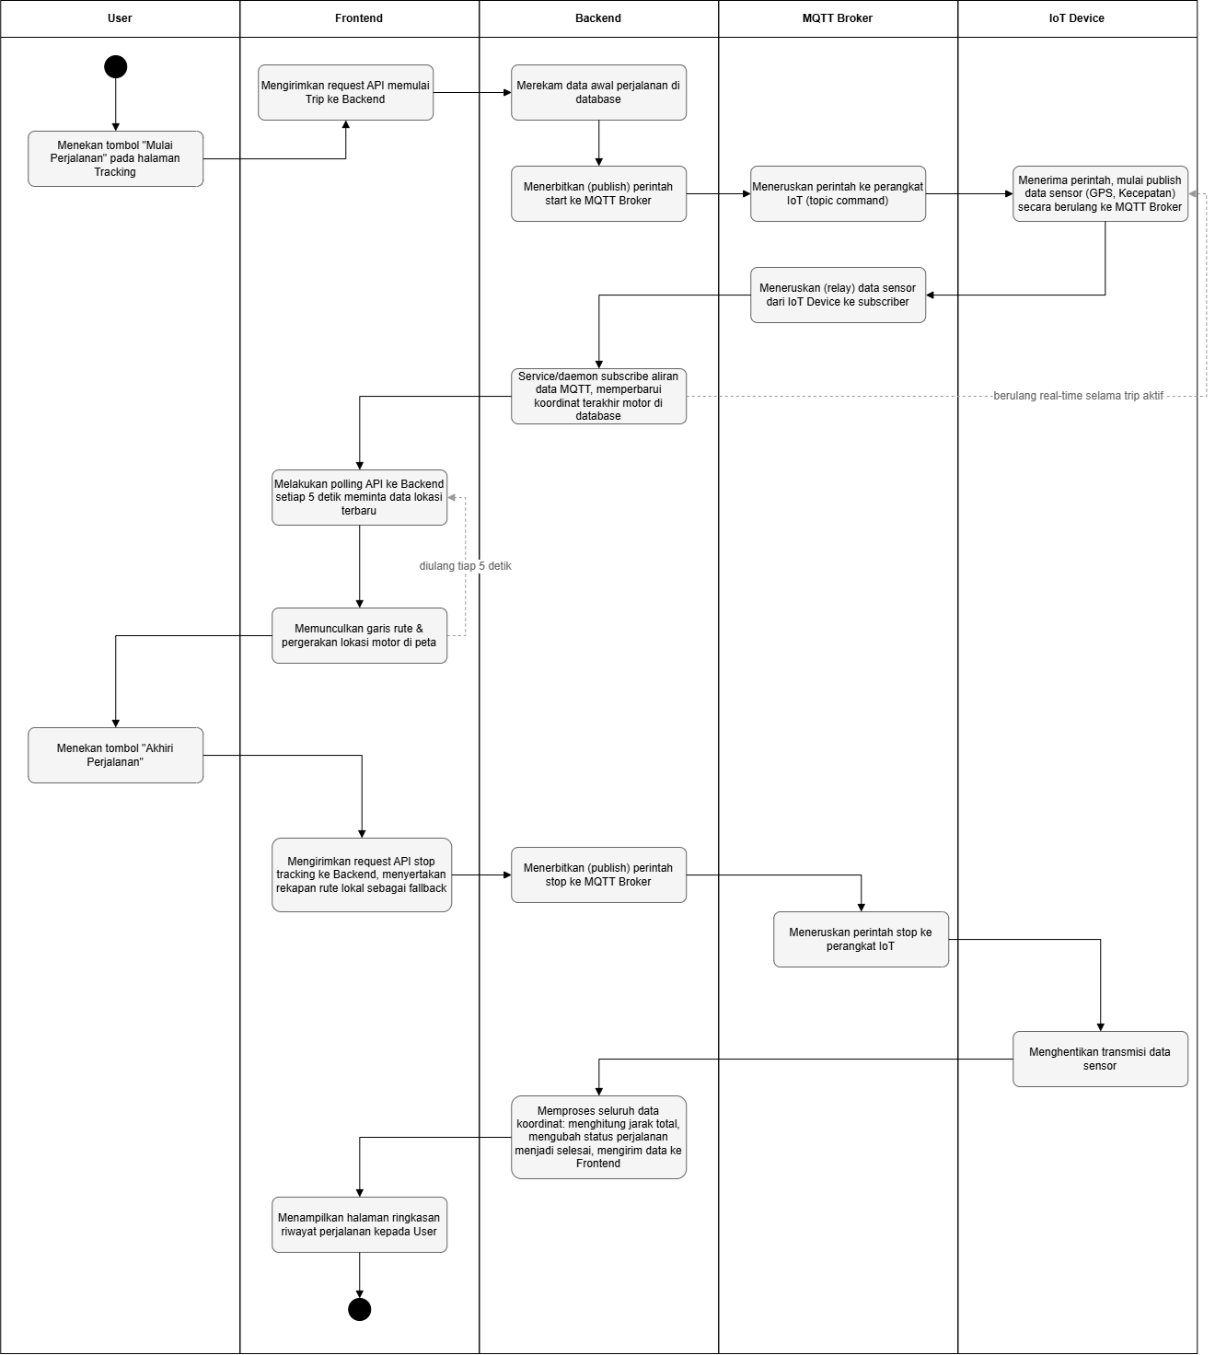 User
Frontend
Backend
MQTT Broker
IoT Device
Mengirimkan request API memulai
Trip ke Backend
Merekam data awal perjalanan di
database
Menekan tombol "Mulai
Perjalanan" pada halaman
Tracking
Menerbitkan (publish) perintah
start ke MQTT Broker
Meneruskan perintah ke perangkat
IoT (topic command)
Menerima perintah, mulai publish
data sensor (GPS, Kecepatan)
secara berulang ke MQTT Broker
Meneruskan (relay) data sensor
dari IoT Device ke subscriber
Service/daemon subscribe aliran
data MQTT, memperbarui
koordinat terakhir motor di
database
berulang real-time selama trip aktif
Melakukan polling API ke Backend
setiap 5 detik meminta data lokasi
terbaru
diulang tiap 5 detik
Memunculkan garis rute &
pergerakan lokasi motor di peta
Menekan tombol "Akhiri
Perjalanan"
Mengirimkan request API stop
tracking ke Backend, menyertakan
rekapan rute lokal sebagai fallback
Menerbitkan (publish) perintah
stop ke MQTT Broker
Meneruskan perintah stop ke
perangkat IoT
Menghentikan transmisi data
sensor
Memproses seluruh data
koordinat: menghitung jarak total,
mengubah status perjalanan
menjadi selesai, mengirim data ke
Frontend
Menampilkan halaman ringkasan
riwayat perjalanan kepada User